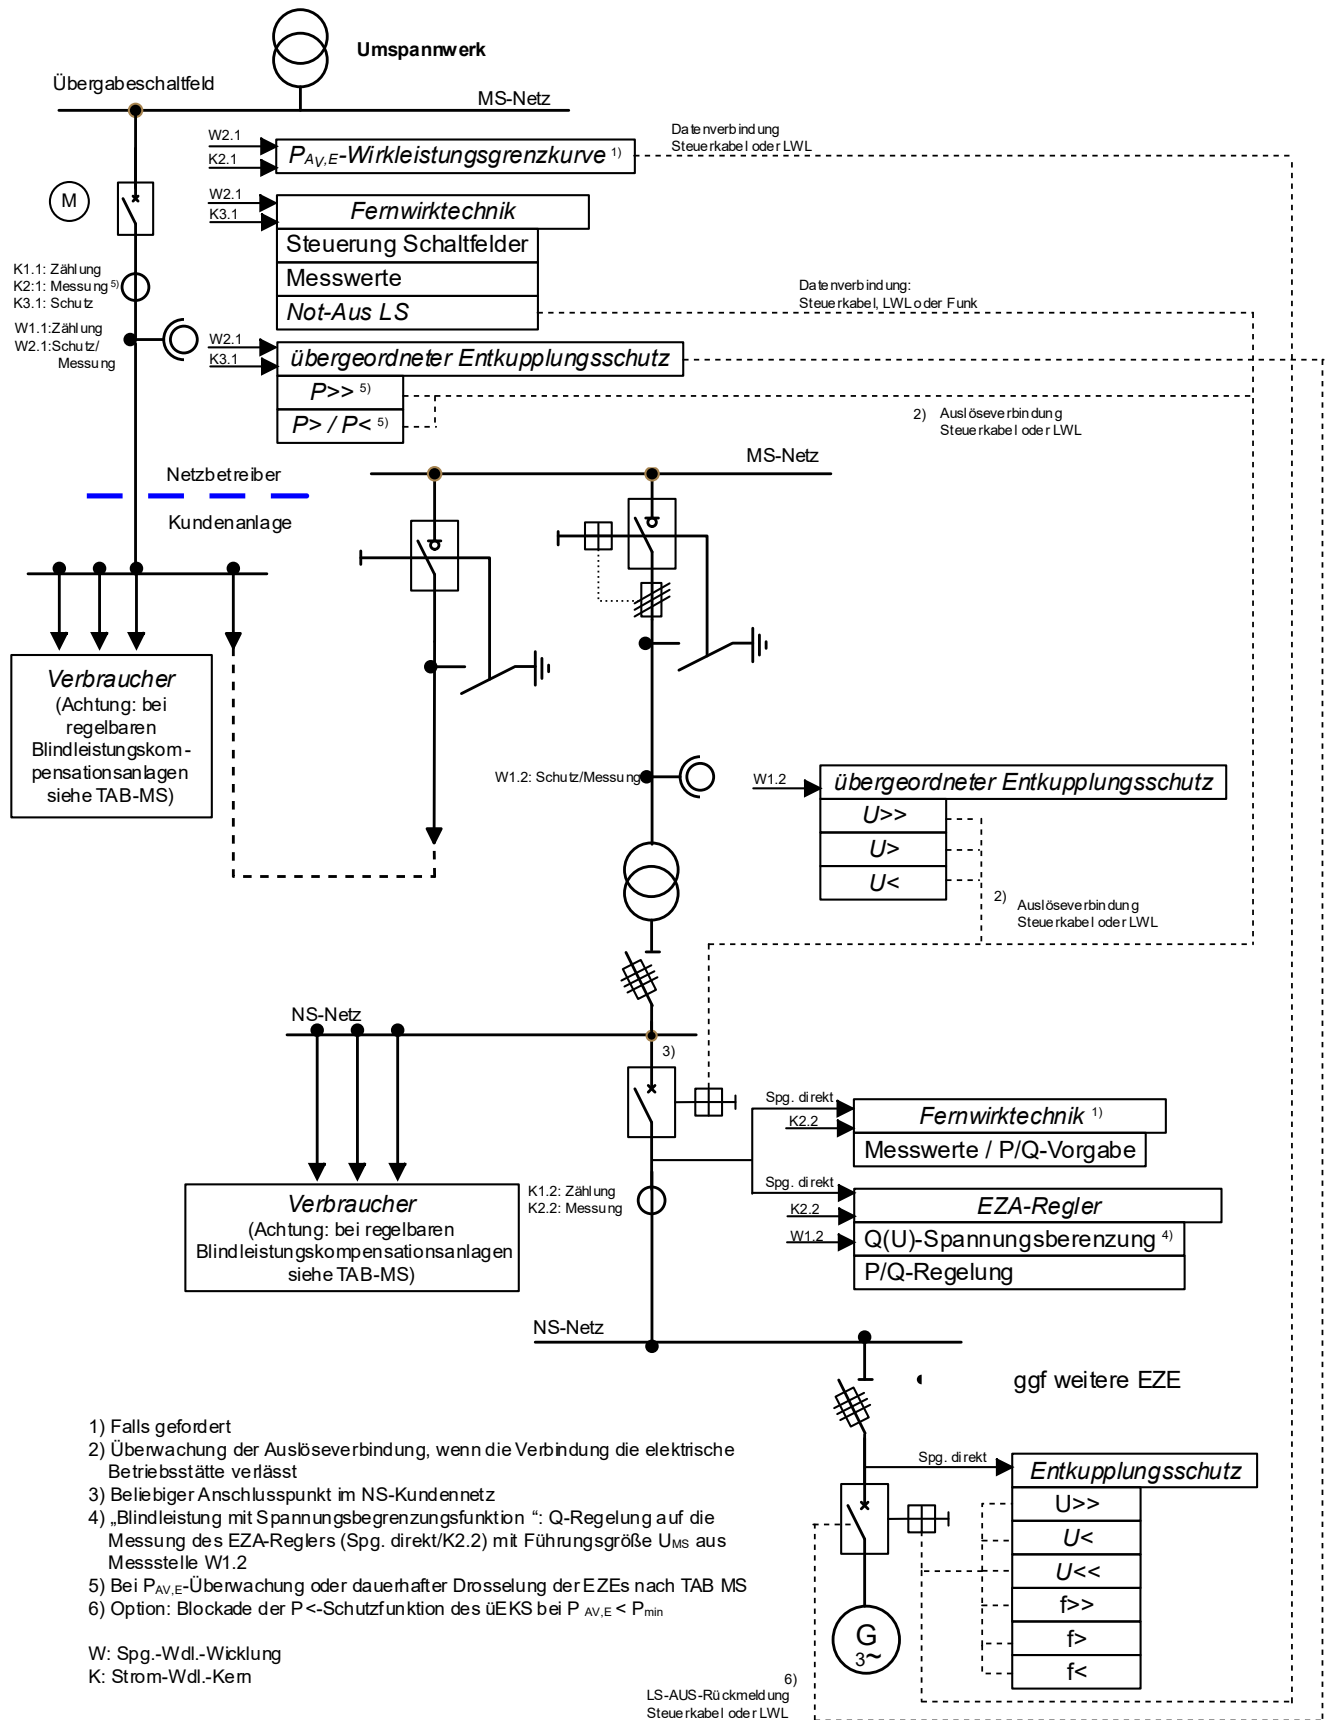 Umspannwerk
Übergabeschaltfeld
MS-Netz
W2.1
K2.1
PAV,E-Wirkleistungsgrenzkurve 1)
Datenverbindung
Steuerkabel oder LWL
M
W2.1
K3.1
Fernwirktechnik
Steuerung Schaltfelder
Messwerte
Not-Aus LS
Datenverbindung:
Steuerkabel, LWL oder Funk
K1.1: Zählung
K2:1: Messung 5)
K3.1: Schutz
W1.1:Zählung
W2.1:Schutz/
Messung
W2.1
K3.1
übergeordneter Entkupplungsschutz
P>> 5)
P> / P< 5)
2) Auslöseverbindung
Steuerkabel oder LWL
Netzbetreiber
Kundenanlage
MS-Netz
Verbraucher
(Achtung: bei
regelbaren
Blindleistungskom-
pensationsanlagen
siehe TAB-MS)
W1.2: Schutz/Messung
W1.2
übergeordneter Entkupplungsschutz
U>>
U>
U<
2) Auslöseverbindung
Steuerkabel oder LWL
NS-Netz
3)
Spg. direkt
K2.2
Fernwirktechnik 1)
Messwerte / P/Q-Vorgabe
Verbraucher
(Achtung: bei regelbaren
Blindleistungskompensationsanlagen
siehe TAB-MS)
K1.2: Zählung
K2.2: Messung
Spg. direkt
K2.2
W1.2
EZA-Regler
Q(U)-Spannungsberenzung 4)
P/Q-Regelung
NS-Netz
ggf weitere EZE
Spg. direkt
Entkupplungsschutz
U>>
U<
U<<
f>>
f>
f<
G
3~
6)
LS-AUS-Rückmeldung
Steuerkabel oder LWL
1) Falls gefordert
2) Überwachung der Auslöseverbindung, wenn die Verbindung die elektrische
Betriebsstätte verlässt
3) Beliebiger Anschlusspunkt im NS-Kundennetz
4) „Blindleistung mit Spannungsbegrenzungsfunktion “: Q-Regelung auf die
Messung des EZA-Reglers (Spg. direkt/K2.2) mit Führungsgröße UMS aus
Messstelle W1.2
5) Bei PAV,E-Überwachung oder dauerhafter Drosselung der EZEs nach TAB MS
6) Option: Blockade der P<-Schutzfunktion des üEKS bei P AV,E < Pmin
W: Spg.-Wdl.-Wicklung
K: Strom-Wdl.-Kern